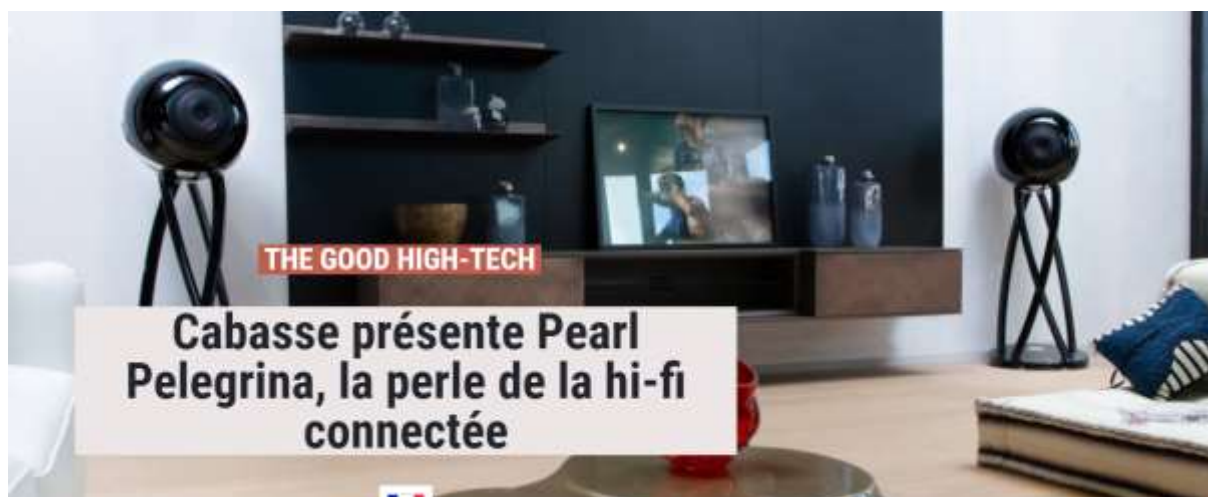 THE GOOD HIGH-TECH
Cabasse présente Pearl
Pelegrina, la perle de la hi-fi
connectée